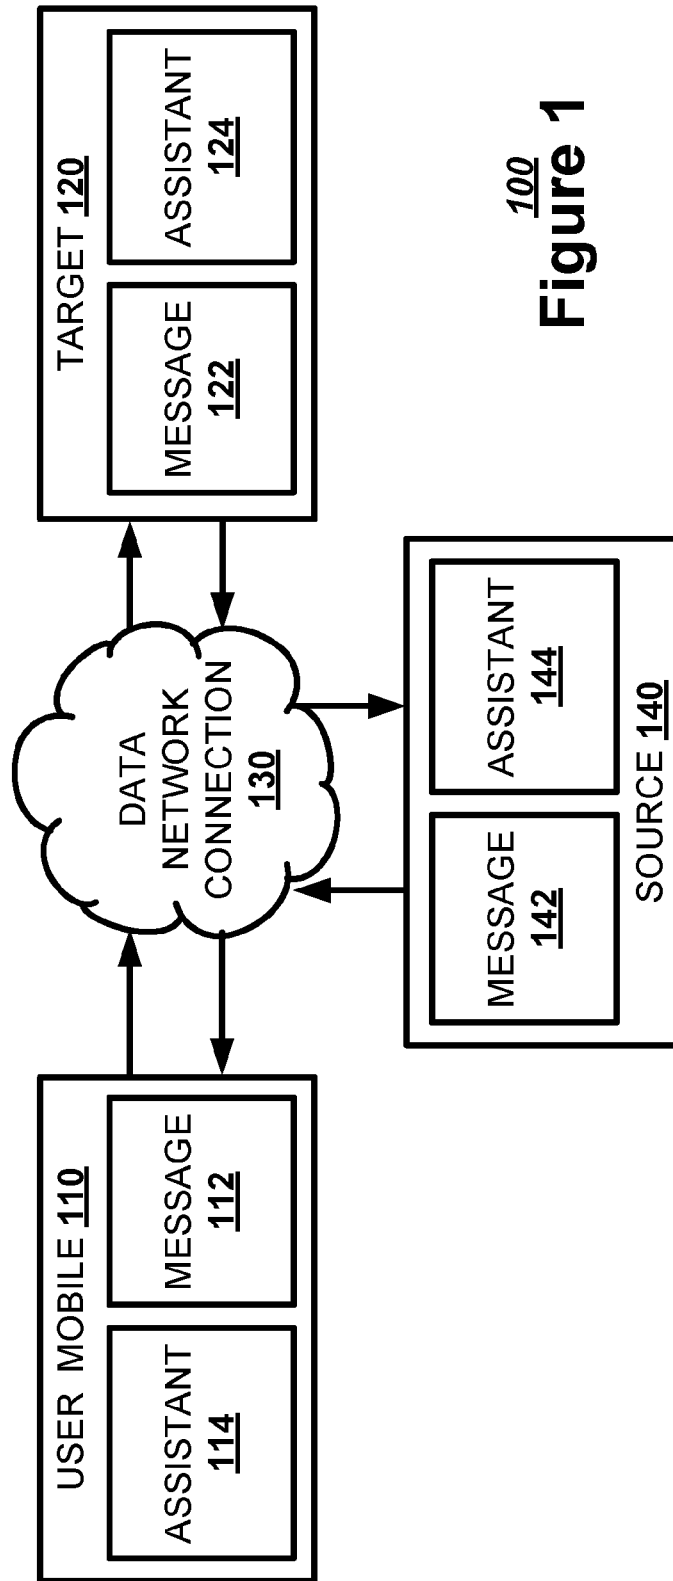 USER MOBILE 110
ASSISTANT
114
MESSAGE
112
DATA
NETWORK
CONNECTION
130
TARGET 120
MESSAGE
122
ASSISTANT
124
MESSAGE
142
ASSISTANT
144
SOURCE 140
100
Figure 1